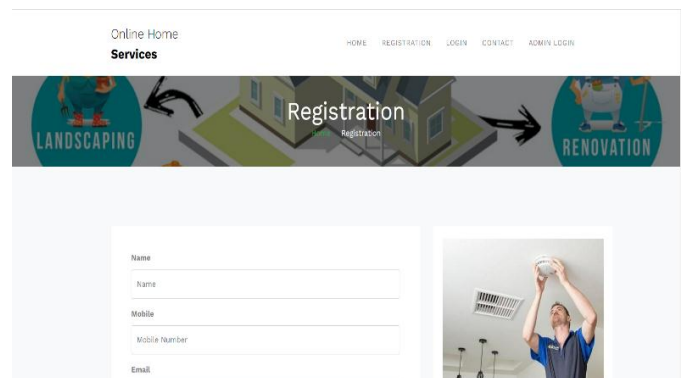 Online Home
Services
HOME REGISTRATION LOGIN CONTACT ADMIN LOGIN
Registration
Home Registration
LANDSCAPING
RENOVATION
Name
Name
Mobile
Mobile Number
Email